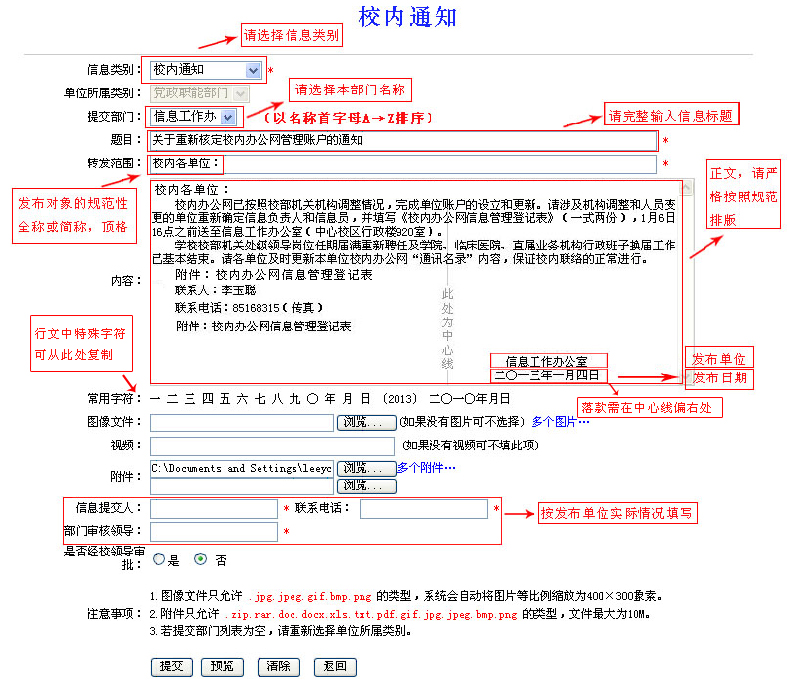 校内通知
请选择信息类别
信息类别： 校内通知 *
单位所属类别： 党政职能部门
请选择本部门名称
提交部门： 信息工作办 （以名称首字母A→Z排序）
请完整输入信息标题
题目： 关于重新核定校内办公网管理账户的通知 *
转发范围： 校内各单位： *
发布对象的规范性
全称或简称，顶格
正文，请严
格按照规范
排版
内容：
校内各单位：
校内办公网已按照校部机关机构调整情况，完成单位账户的设立和更新。请涉及机构调整和人员变
更的单位重新确定信息负责人和信息员，并填写《校内办公网信息管理登记表》（一式两份），1月6日
16点之前送至信息工作办公室（中心校区行政楼920室）。
学校校部机关处级领导岗位任期届满重新聘任及学院、临床医院、直属业务机构行政班子换届工作
已基本结束。请各单位及时更新本单位校内办公网“通讯名录”内容，保证校内联络的正常进行。
附件：校内办公网信息管理登记表
联系人：李玉聪
联系电话：85168315（传真）
附件：校内办公网信息管理登记表
此处为中心线
信息工作办公室
二〇一三年一月四日
发布单位
发布日期
落款需在中心线偏右处
行文中特殊字符
可从此处复制
常用字符： 一 二 三 四 五 六 七 八 九 〇 年 月 日 〔2013〕 二〇一〇年月日
图像文件： 浏览... (如果没有图片可不选择) 多个图片…
视频： (如果没有视频可不填此项)
附件： C:\Documents and Settings\leeyc 浏览... 多个附件…
浏览...
信息提交人： * 联系电话： *
部门审核领导： *
按发布单位实际情况填写
是否经校领导审
批： 是 否
注意事项：
1.图像文件只允许 .jpg.jpeg.gif.bmp.png 的类型，系统会自动将图片等比例缩放为400×300象素。
2.附件只允许 .zip.rar.doc.docx.xls.txt.pdf.gif.jpg.jpeg.bmp.png 的类型，文件最大为10M。
3.若提交部门列表为空，请重新选择单位所属类别。
提交 预览 清除 返回